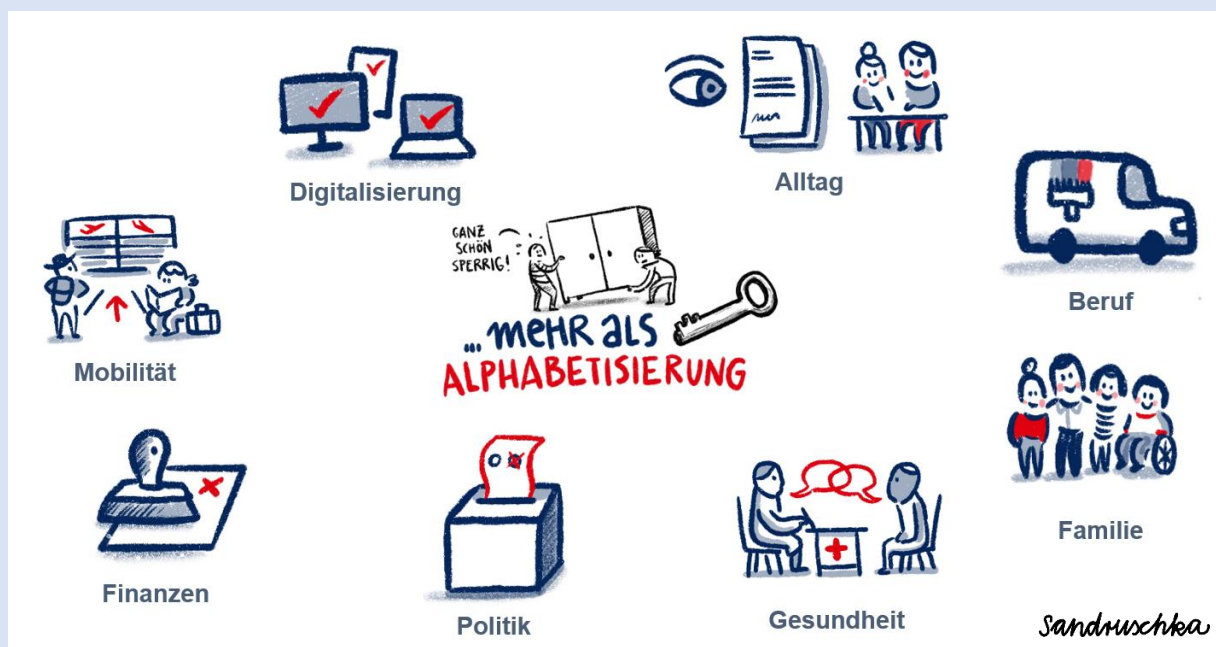 Digitalisierung
Alltag
GANZ
SCHÖN
SPERRIG!
Beruf
... mEHR aLS
ALPHABETISIERUNG
Mobilität
Familie
Finanzen
Politik
Gesundheit
sandruschka